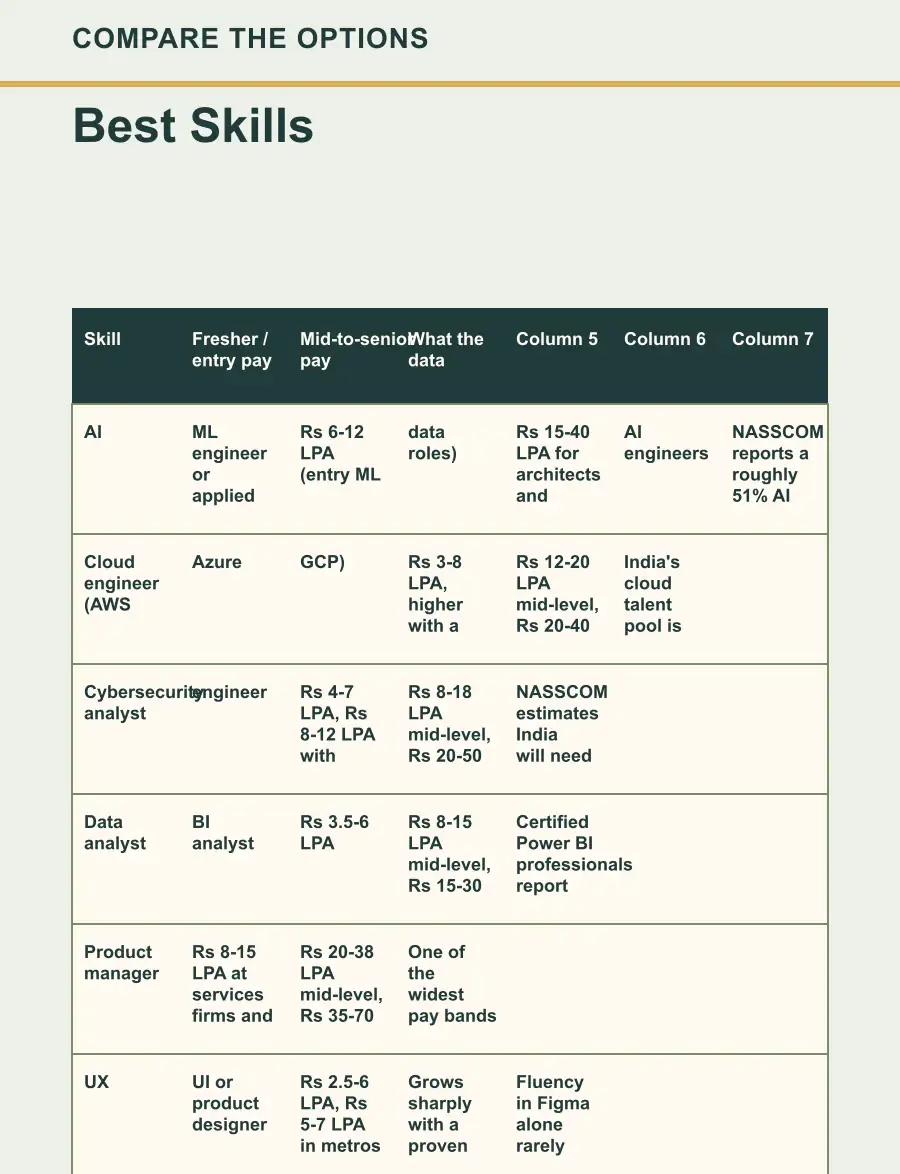 COMPARE THE OPTIONS
Best Skills
Skill
Fresher /
entry pay
Mid-to-senior
pay
What the
data
Column 5
Column 6
Column 7
AI
ML
engineer
or
applied
Rs 6-12
LPA
(entry ML
data
roles)
Rs 15-40
LPA for
architects
and
AI
engineers
NASSCOM
reports a
roughly
51% AI
Cloud
engineer
(AWS
Azure
GCP)
Rs 3-8
LPA,
higher
with a
Rs 12-20
LPA
mid-level,
Rs 20-40
India's
cloud
talent
pool is
Cybersecurity
analyst
engineer
Rs 4-7
LPA, Rs
8-12 LPA
with
Rs 8-18
LPA
mid-level,
Rs 20-50
NASSCOM
estimates
India
will need
Data
analyst
BI
analyst
Rs 3.5-6
LPA
Rs 8-15
LPA
mid-level,
Rs 15-30
Certified
Power BI
professionals
report
Product
manager
Rs 8-15
LPA at
services
firms and
Rs 20-38
LPA
mid-level,
Rs 35-70
One of
the
widest
pay bands
UX
UI or
product
designer
Rs 2.5-6
LPA, Rs
5-7 LPA
in metros
Grows
sharply
with a
proven
Fluency
in Figma
alone
rarely